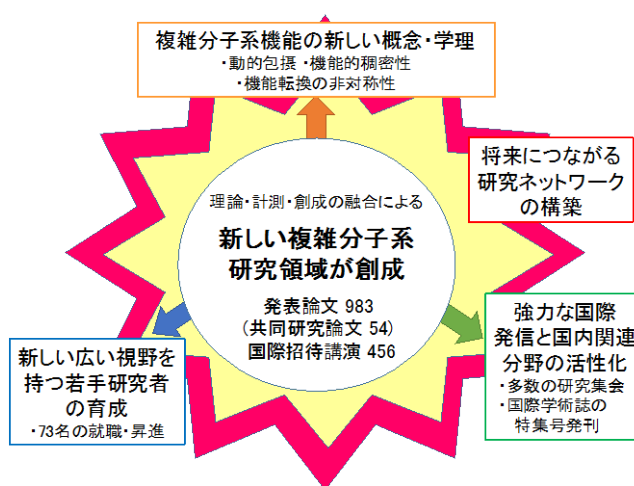 複雑分子系機能の新しい概念・学理
・動的包摂・機能的稠密性
・機能転換の非対称性
将来につながる
研究ネットワーク
の構築
理論・計測・創成の融合による
新しい複雑分子系
研究領域が創成
発表論文 983
(共同研究論文 54)
国際招待講演 456
強力な国際
発信と国内関連
分野の活性化
・多数の研究集会
・国際学術誌の
特集号発刊
新しい広い視野を
持つ若手研究者
の育成
・73名の就職・昇進